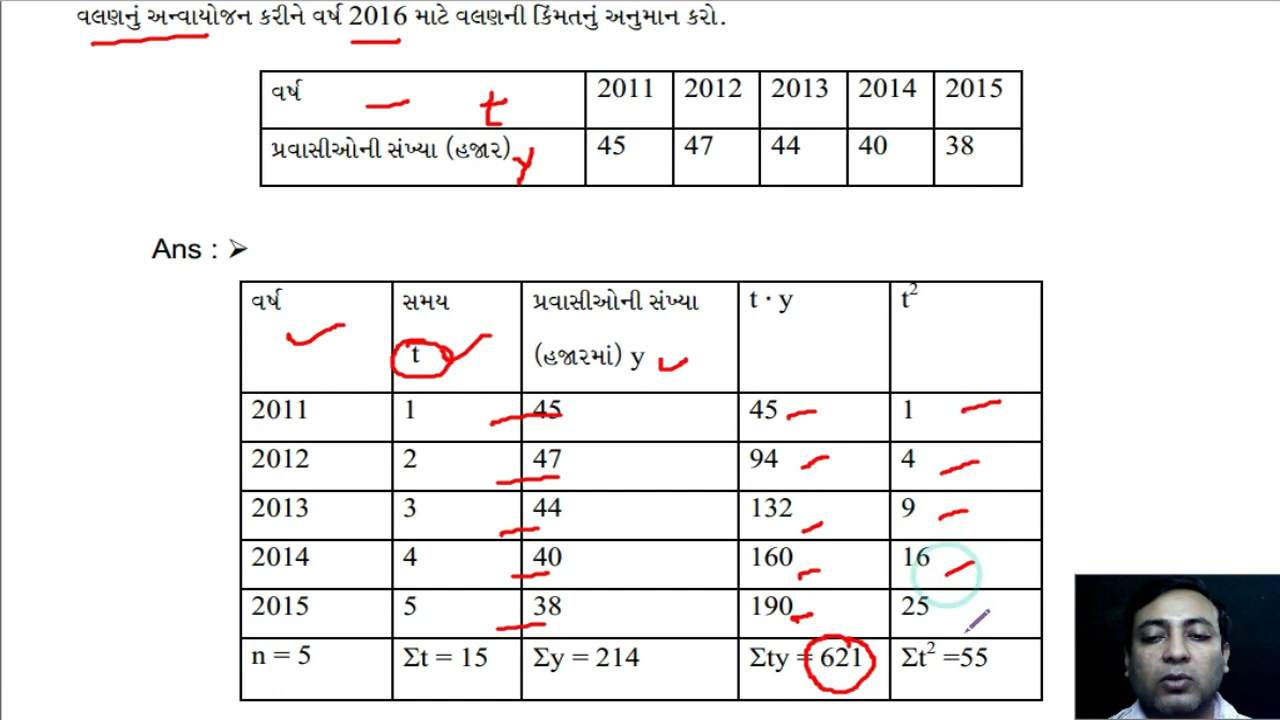 વલણનું અન્વાયોજન કરીને વર્ષ 2016 માટે વલણની કિંમતનું અનુમાન કરો.
વર્ષ t 2011 2012 2013 2014 2015
પ્રવાસીઓની સંખ્યા (હજાર) y 45 47 44 40 38
Ans : ➢
વર્ષ સમય પ્રવાસીઓની સંખ્યા t · y t²
t (હજારમાં) y
2011 1 45 45 1
2012 2 47 94 4
2013 3 44 132 9
2014 4 40 160 16
2015 5 38 190 25
n = 5 Σt = 15 Σy = 214 Σty = 621 Σt² =55